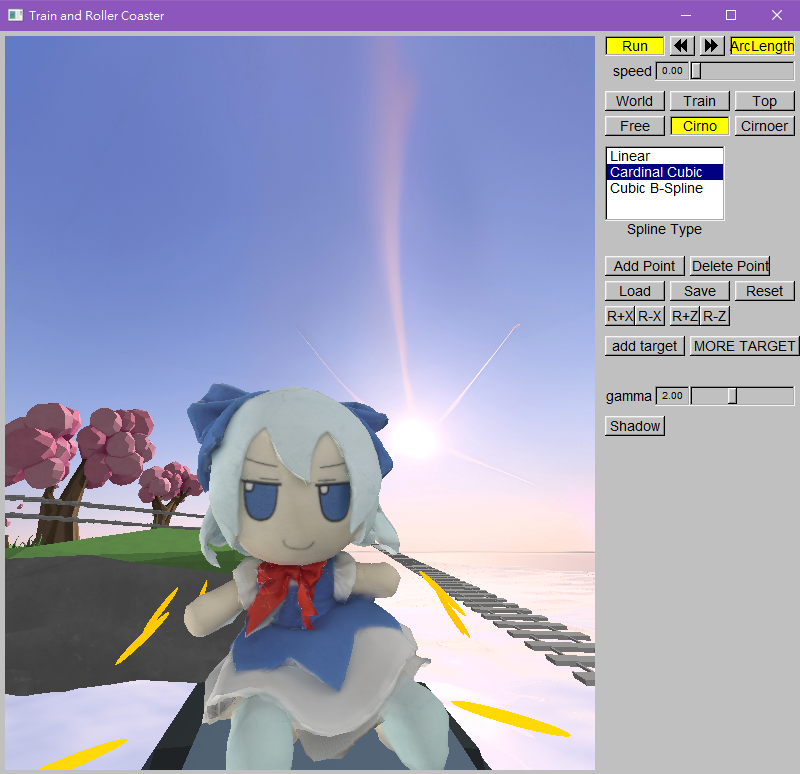 Train and Roller Coaster
Run ArcLength
speed 0.00
World Train Top
Free Cirno Cirnoer
Linear
Cardinal Cubic
Cubic B-Spline
Spline Type
Add Point Delete Point
Load Save Reset
R+X R-X R+Z R-Z
add target MORE TARGET
gamma 2.00
Shadow